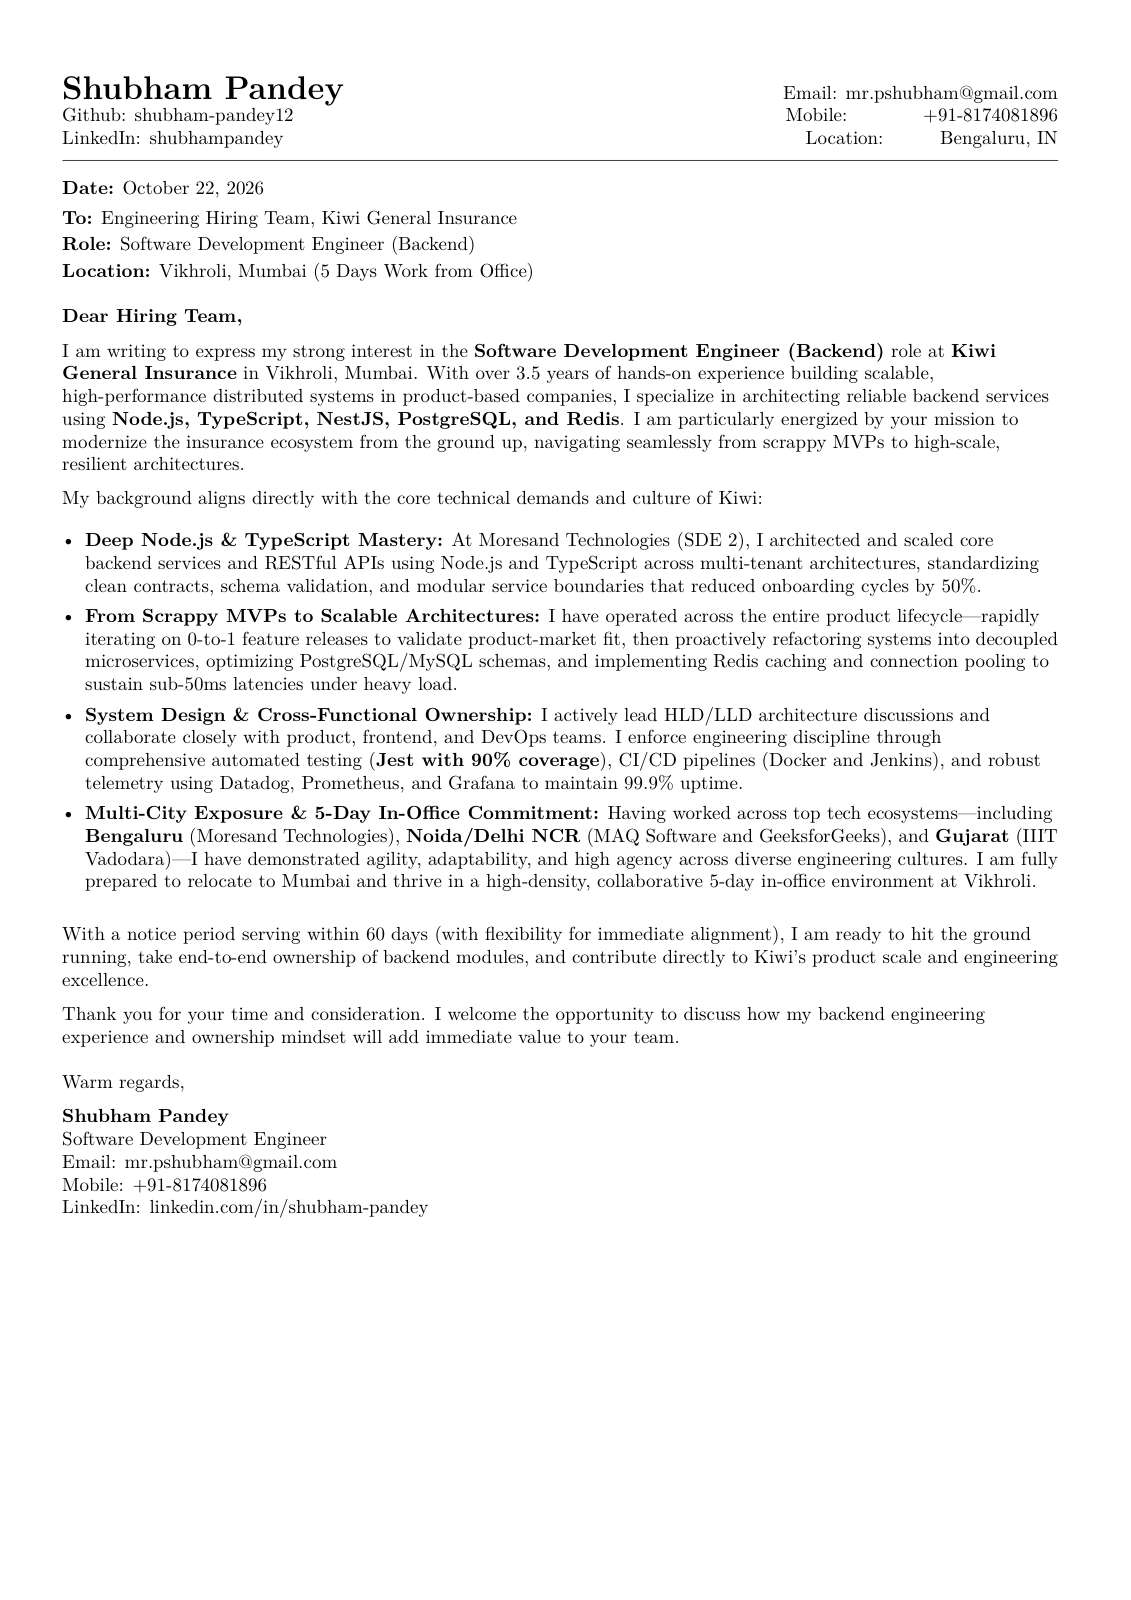 Shubham Pandey
Github: shubham-pandey12
LinkedIn: shubhampandey
Email: mr.pshubham@gmail.com
Mobile: +91-8174081896
Location: Bengaluru, IN
Date: October 22, 2026
To: Engineering Hiring Team, Kiwi General Insurance
Role: Software Development Engineer (Backend)
Location: Vikhroli, Mumbai (5 Days Work from Office)
Dear Hiring Team,
I am writing to express my strong interest in the Software Development Engineer (Backend) role at Kiwi
General Insurance in Vikhroli, Mumbai. With over 3.5 years of hands-on experience building scalable,
high-performance distributed systems in product-based companies, I specialize in architecting reliable backend services
using Node.js, TypeScript, NestJS, PostgreSQL, and Redis. I am particularly energized by your mission to
modernize the insurance ecosystem from the ground up, navigating seamlessly from scrappy MVPs to high-scale,
resilient architectures.
My background aligns directly with the core technical demands and culture of Kiwi:
• Deep Node.js & TypeScript Mastery: At Moresand Technologies (SDE 2), I architected and scaled core
backend services and RESTful APIs using Node.js and TypeScript across multi-tenant architectures, standardizing
clean contracts, schema validation, and modular service boundaries that reduced onboarding cycles by 50%.
• From Scrappy MVPs to Scalable Architectures: I have operated across the entire product lifecycle—rapidly
iterating on 0-to-1 feature releases to validate product-market fit, then proactively refactoring systems into decoupled
microservices, optimizing PostgreSQL/MySQL schemas, and implementing Redis caching and connection pooling to
sustain sub-50ms latencies under heavy load.
• System Design & Cross-Functional Ownership: I actively lead HLD/LLD architecture discussions and
collaborate closely with product, frontend, and DevOps teams. I enforce engineering discipline through
comprehensive automated testing (Jest with 90% coverage), CI/CD pipelines (Docker and Jenkins), and robust
telemetry using Datadog, Prometheus, and Grafana to maintain 99.9% uptime.
• Multi-City Exposure & 5-Day In-Office Commitment: Having worked across top tech ecosystems—including
Bengaluru (Moresand Technologies), Noida/Delhi NCR (MAQ Software and GeeksforGeeks), and Gujarat (IIIT
Vadodara)—I have demonstrated agility, adaptability, and high agency across diverse engineering cultures. I am fully
prepared to relocate to Mumbai and thrive in a high-density, collaborative 5-day in-office environment at Vikhroli.
With a notice period serving within 60 days (with flexibility for immediate alignment), I am ready to hit the ground
running, take end-to-end ownership of backend modules, and contribute directly to Kiwi's product scale and engineering
excellence.
Thank you for your time and consideration. I welcome the opportunity to discuss how my backend engineering
experience and ownership mindset will add immediate value to your team.
Warm regards,
Shubham Pandey
Software Development Engineer
Email: mr.pshubham@gmail.com
Mobile: +91-8174081896
LinkedIn: linkedin.com/in/shubham-pandey